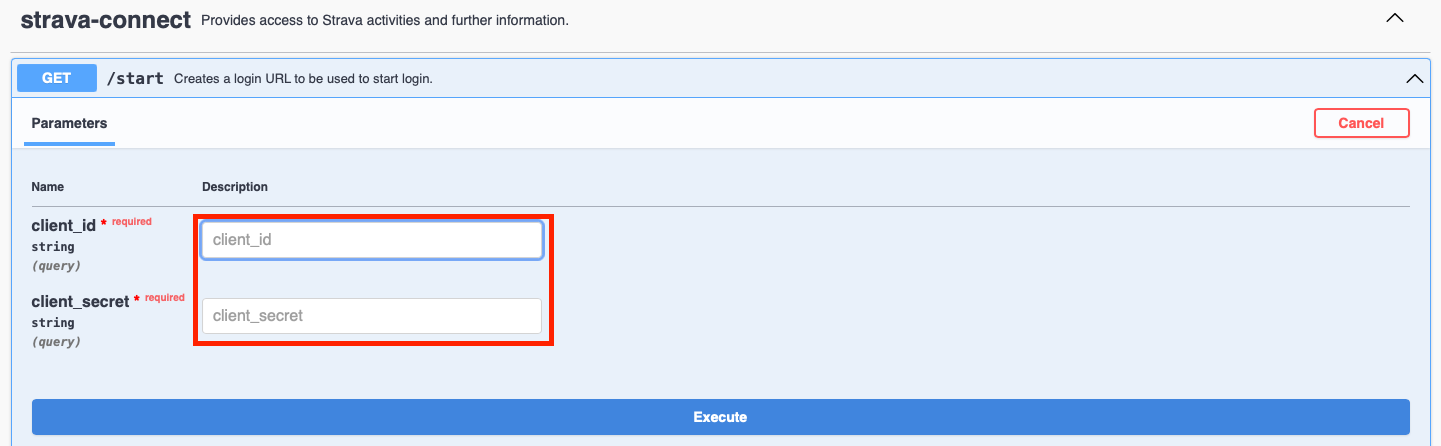 strava-connect Provides access to Strava activities and further information.
GET /start Creates a login URL to be used to start login.
Parameters Cancel
Name Description
client_id * required
string
(query)
client_id
client_secret * required
string
(query)
client_secret
Execute